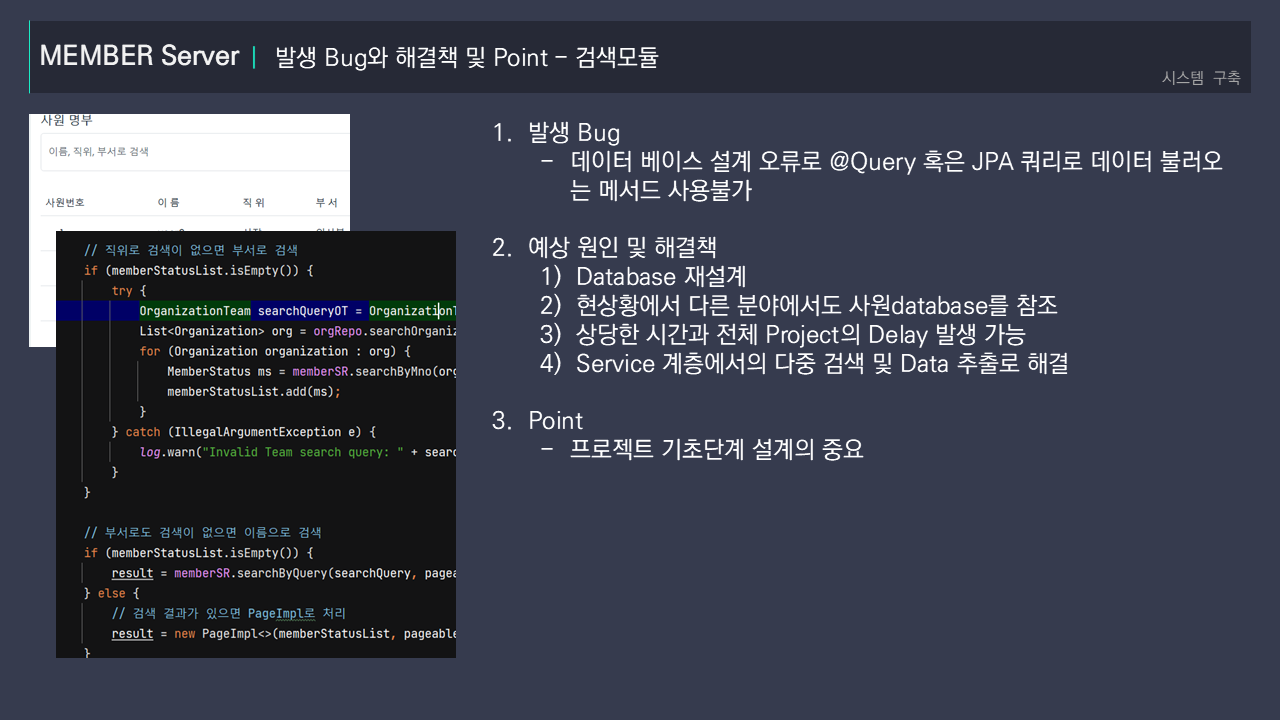 MEMBER Server | 발생 Bug와 해결책 및 Point – 검색모듈
시스템 구축
사원 명부
이름, 직위, 부서로 검색
사원번호 이 름 직 위 부 서
// 직위로 검색이 없으면 부서로 검색
if (memberStatusList.isEmpty()) {
try {
OrganizationTeam searchQueryOT = Organization
List<Organization> org = orgRepo.searchOrganiz
for (Organization organization : org) {
MemberStatus ms = memberSR.searchByMno(org
memberStatusList.add(ms);
}
} catch (IllegalArgumentException e) {
log.warn("Invalid Team search query: " + searc
}
}
// 부서로도 검색이 없으면 이름으로 검색
if (memberStatusList.isEmpty()) {
result = memberSR.searchByQuery(searchQuery, pagea
} else {
// 검색 결과가 있으면 PageImpl로 처리
result = new PageImpl<>(memberStatusList, pageable
}
1. 발생 Bug
– 데이터 베이스 설계 오류로 @Query 혹은 JPA 쿼리로 데이터 불러오
는 메서드 사용불가
2. 예상 원인 및 해결책
1) Database 재설계
2) 현상황에서 다른 분야에서도 사원database를 참조
3) 상당한 시간과 전체 Project의 Delay 발생 가능
4) Service 계층에서의 다중 검색 및 Data 추출로 해결
3. Point
– 프로젝트 기초단계 설계의 중요